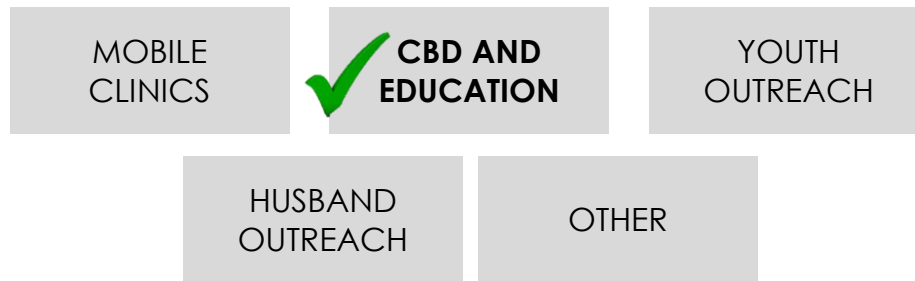 MOBILE
CLINICS
CBD AND
EDUCATION
YOUTH
OUTREACH
HUSBAND
OUTREACH
OTHER